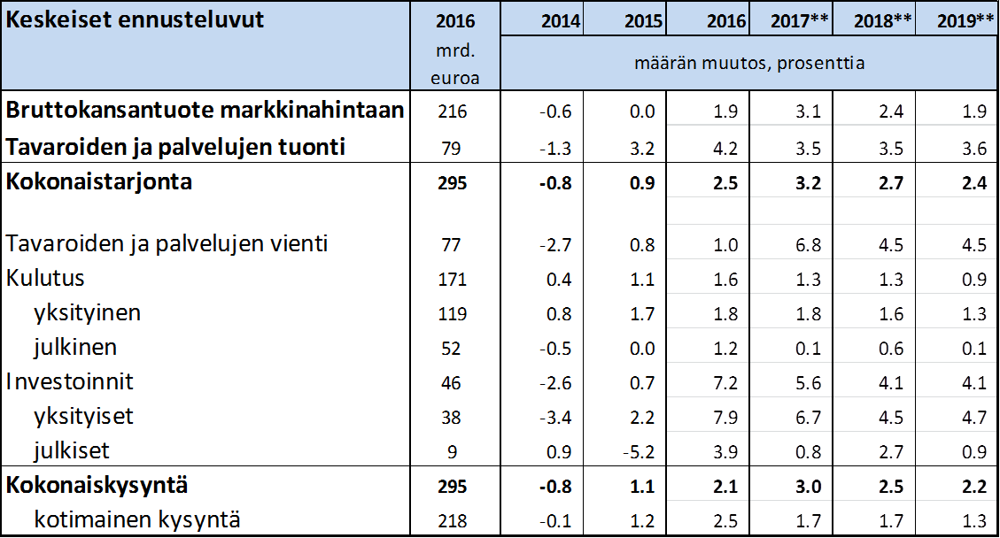 Keskeiset ennusteluvut 2016 2014 2015 2016 2017** 2018** 2019**
mrd. euroa määrän muutos, prosenttia
Bruttokansantuote markkinahintaan 216 -0.6 0.0 1.9 3.1 2.4 1.9
Tavaroiden ja palvelujen tuonti 79 -1.3 3.2 4.2 3.5 3.5 3.6
Kokonaistarjonta 295 -0.8 0.9 2.5 3.2 2.7 2.4
Tavaroiden ja palvelujen vienti 77 -2.7 0.8 1.0 6.8 4.5 4.5
Kulutus 171 0.4 1.1 1.6 1.3 1.3 0.9
yksityinen 119 0.8 1.7 1.8 1.8 1.6 1.3
julkinen 52 -0.5 0.0 1.2 0.1 0.6 0.1
Investoinnit 46 -2.6 0.7 7.2 5.6 4.1 4.1
yksityiset 38 -3.4 2.2 7.9 6.7 4.5 4.7
julkiset 9 0.9 -5.2 3.9 0.8 2.7 0.9
Kokonaiskysyntä 295 -0.8 1.1 2.1 3.0 2.5 2.2
kotimainen kysyntä 218 -0.1 1.2 2.5 1.7 1.7 1.3